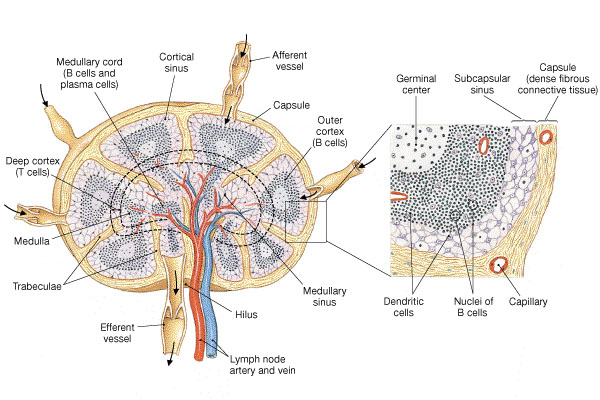 Medullary cord
(B cells and
plasma cells)
Cortical
sinus
Afferent
vessel
Capsule
Outer
cortex
(B cells)
Deep cortex
(T cells)
Medulla
Trabeculae
Efferent
vessel
Hilus
Lymph node
artery and vein
Medullary
sinus
Germinal
center
Subcapsular
sinus
Capsule
(dense fibrous
connective tissue)
Dendritic
cells
Nuclei of
B cells
Capillary